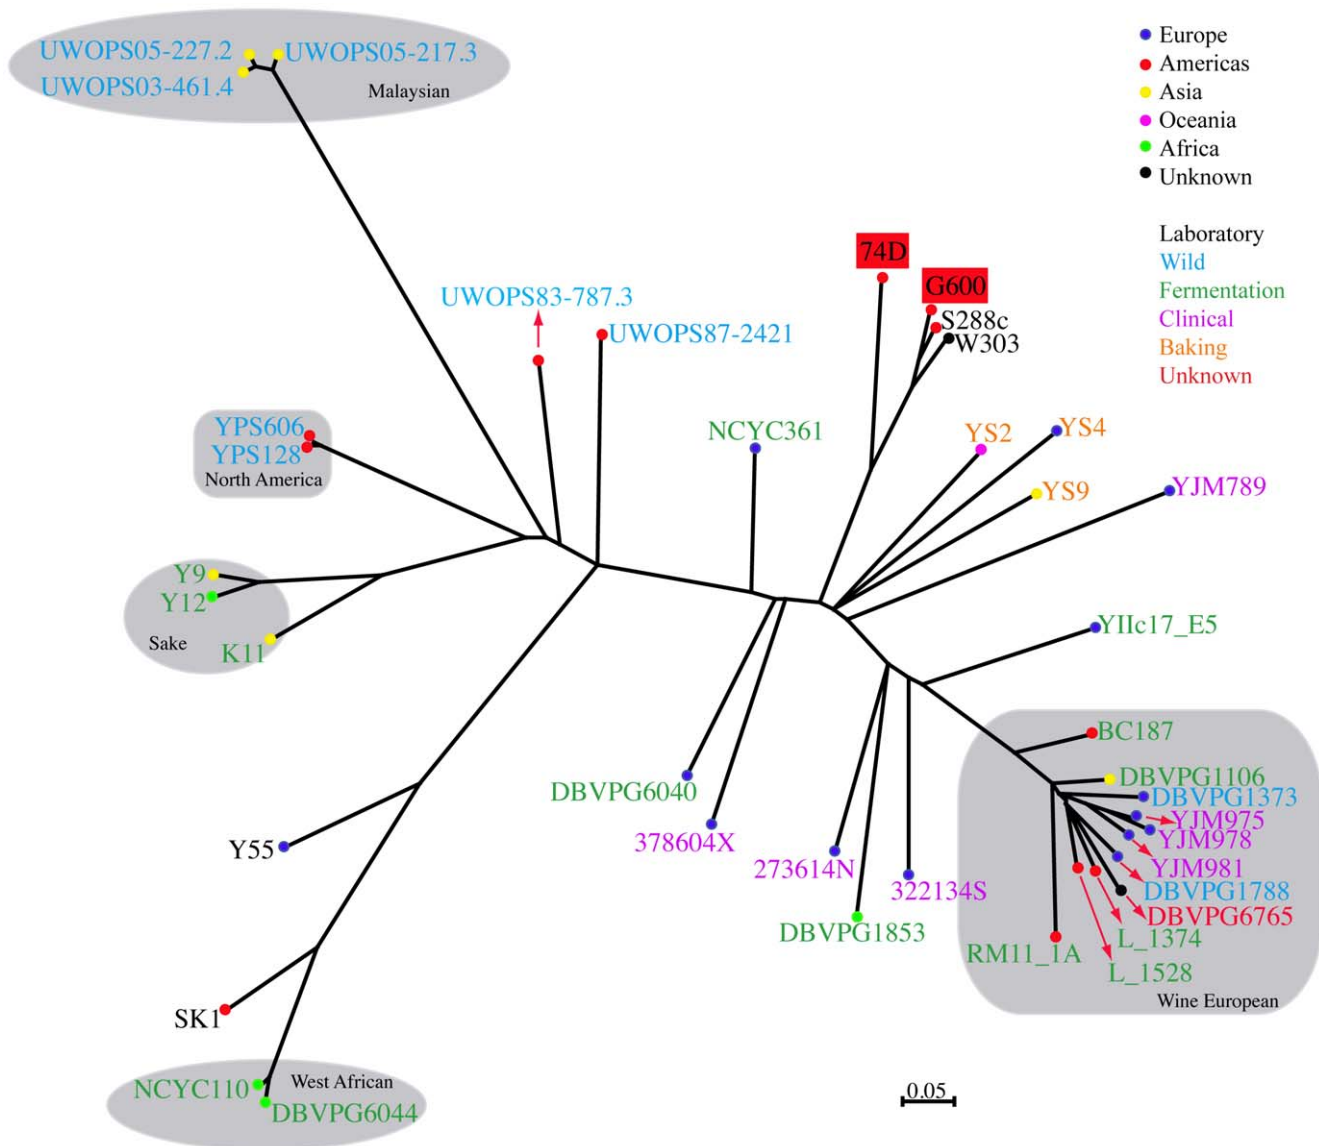 UWOPS05-227.2
UWOPS05-217.3
UWOPS03-461.4
Malaysian
Europe
Americas
Asia
Oceania
Africa
Unknown
Laboratory
Wild
Fermentation
Clinical
Baking
Unknown
74D
G600
S288c
W303
UWOPS83-787.3
UWOPS87-2421
YPS606
YPS128
North America
NCYC361
YS2
YS4
YS9
YJM789
Y9
Y12
Sake
K11
YIIc17_E5
BC187
DBVPG1106
DBVPG1373
YJM975
YJM978
YJM981
DBVPG1788
DBVPG6765
L_1374
RM11_1A
L_1528
Wine European
DBVPG6040
378604X
273614N
322134S
DBVPG1853
Y55
SK1
NCYC110
West African
DBVPG6044
0.05